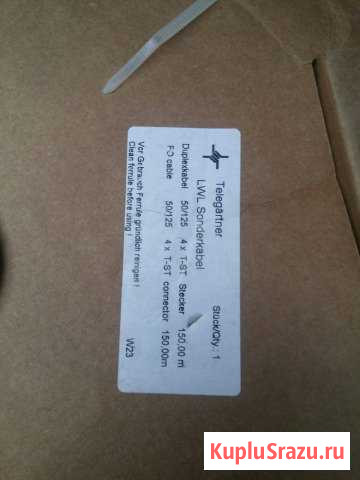 Telegärtner
LWL Sonderkabel Stück/Qty.: 1
Duplexkabel 50/125 4 x T-ST Stecker 150,00 m
FO cable 50/125 4 x T-ST connector 150,00m
Vor Gebrauch Ferrule gründlich reinigen !
Clean ferrule before using !
W23
KupluSrazu.ru